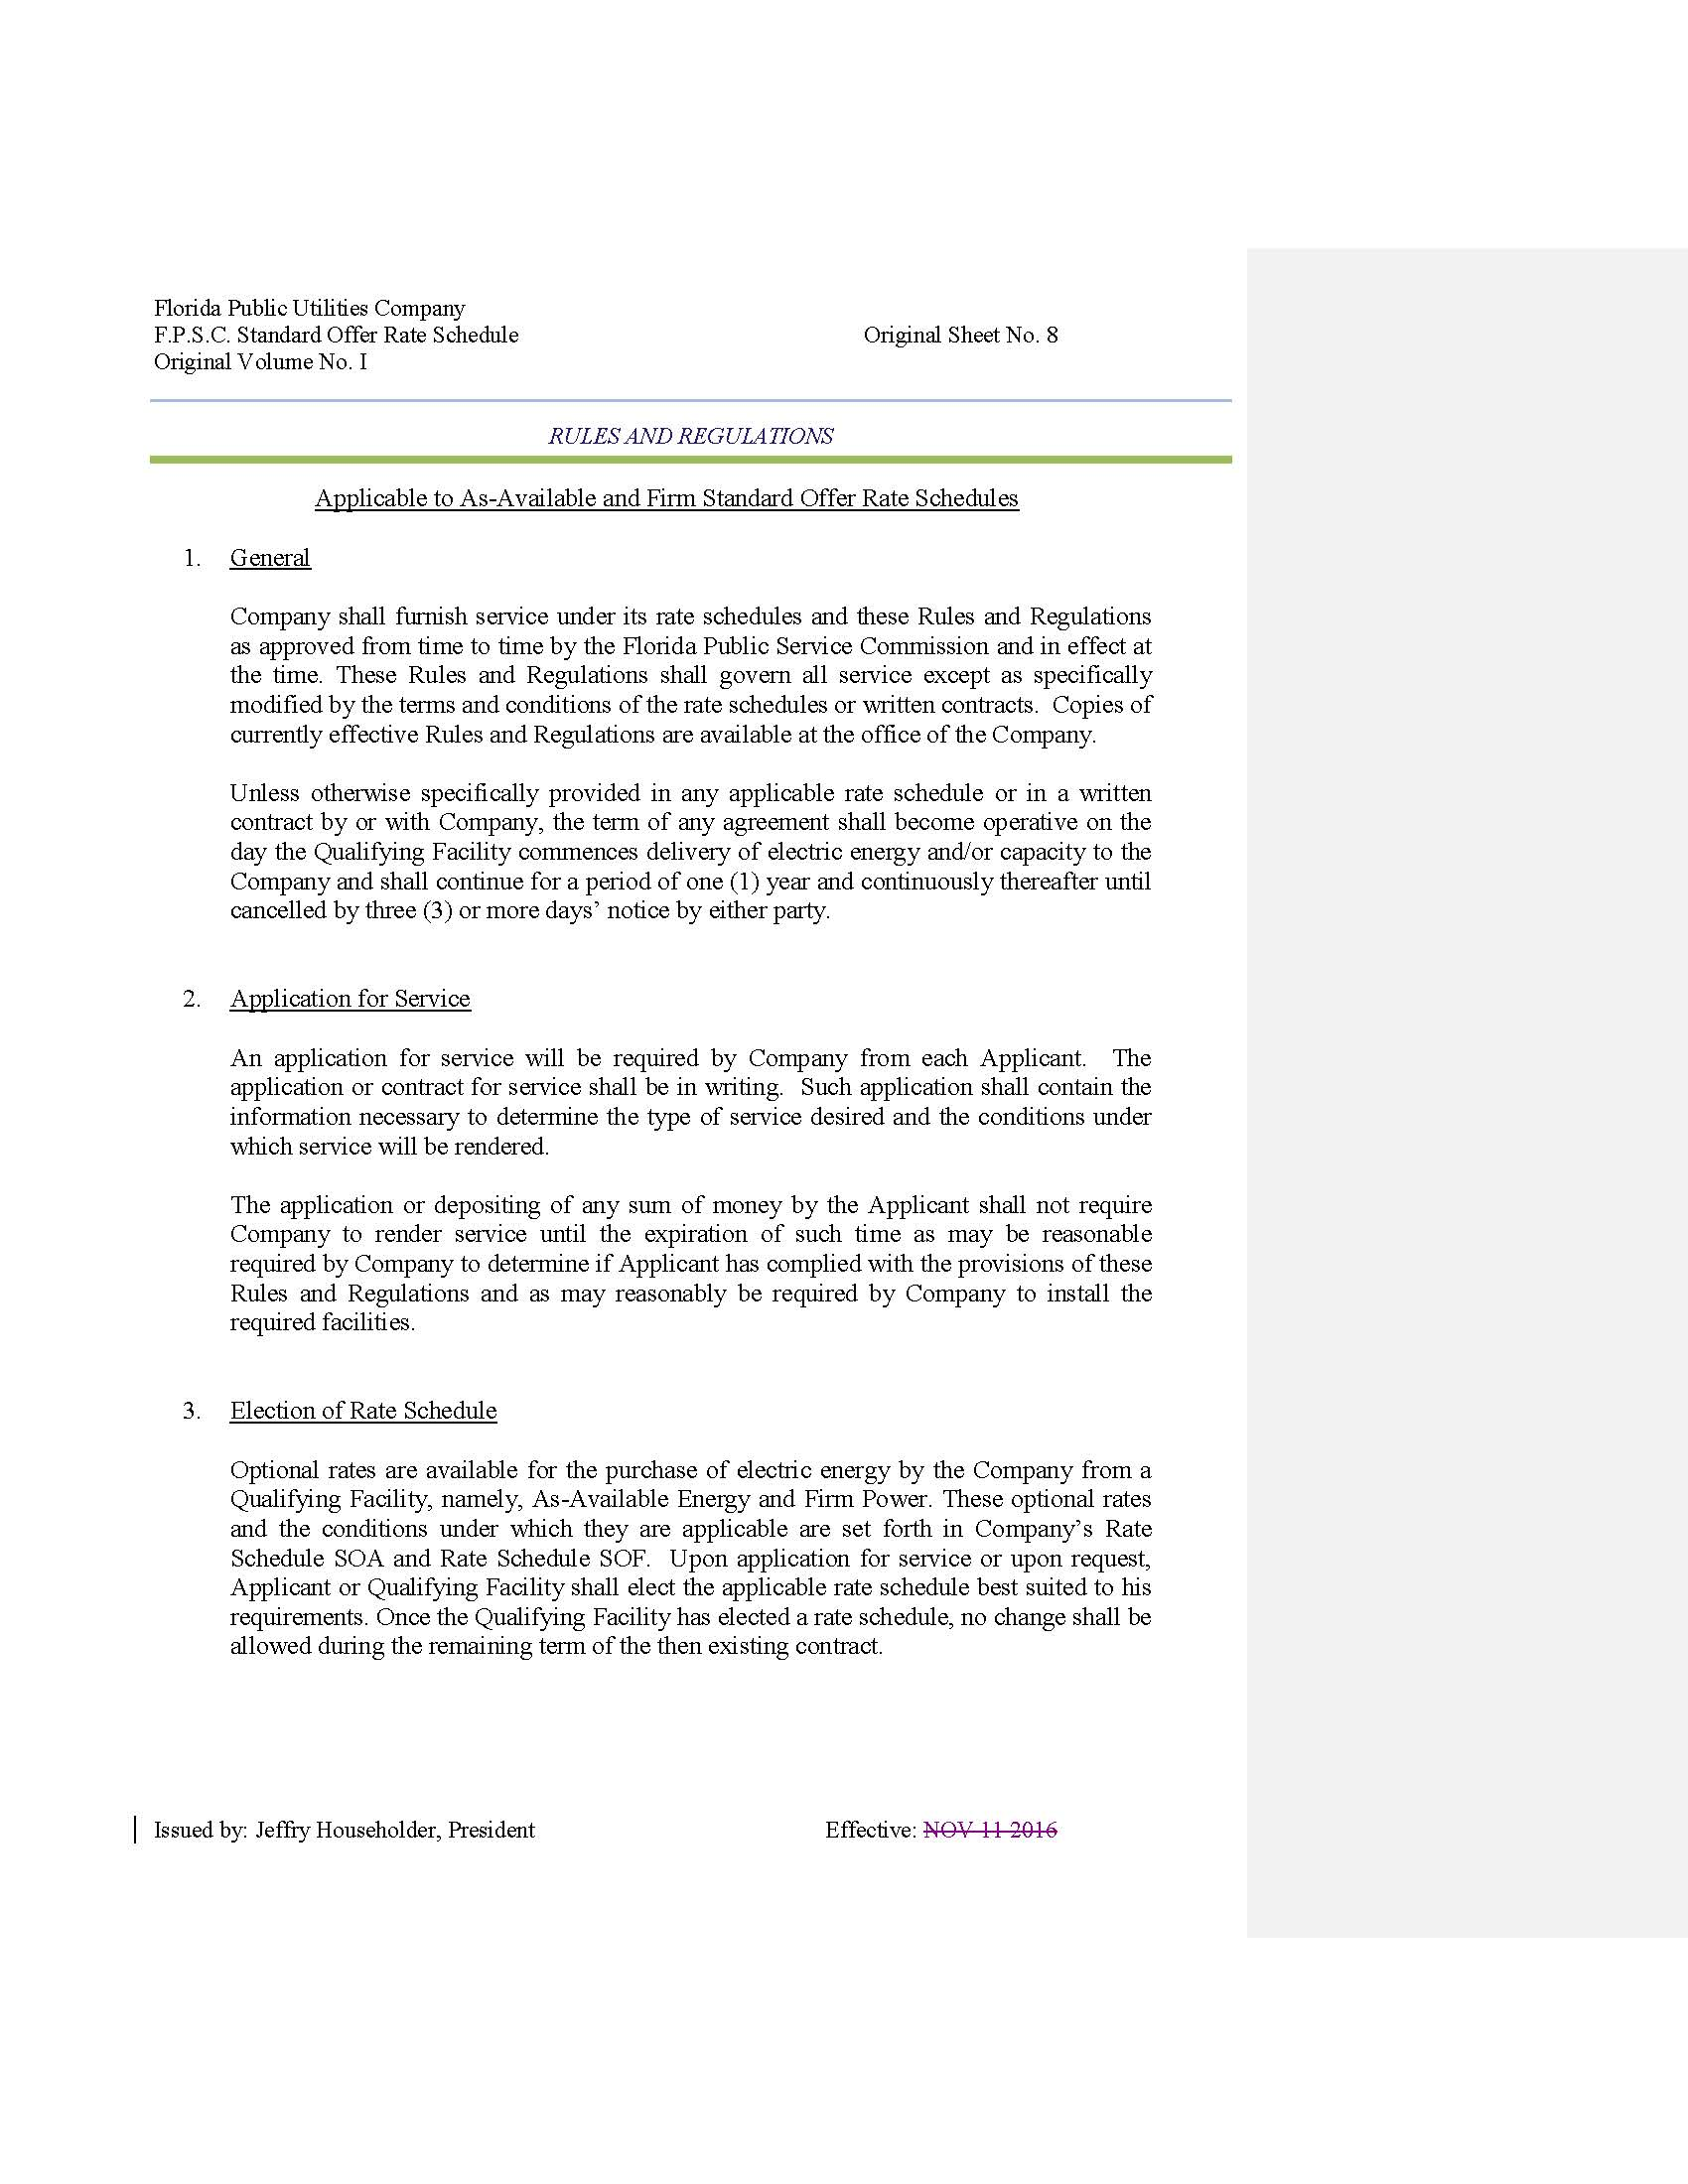 Florida Public Utilities Company
F.P.S.C. Standard Offer Rate Schedule Original Sheet No. 8
Original Volume No. I
RULES AND REGULATIONS
Applicable to As-Available and Firm Standard Offer Rate Schedules
1. General
Company shall furnish service under its rate schedules and these Rules and Regulations
as approved from time to time by the Florida Public Service Commission and in effect at
the time. These Rules and Regulations shall govern all service except as specifically
modified by the terms and conditions of the rate schedules or written contracts. Copies of
currently effective Rules and Regulations are available at the office of the Company.
Unless otherwise specifically provided in any applicable rate schedule or in a written
contract by or with Company, the term of any agreement shall become operative on the
day the Qualifying Facility commences delivery of electric energy and/or capacity to the
Company and shall continue for a period of one (1) year and continuously thereafter until
cancelled by three (3) or more days’ notice by either party.
2. Application for Service
An application for service will be required by Company from each Applicant. The
application or contract for service shall be in writing. Such application shall contain the
information necessary to determine the type of service desired and the conditions under
which service will be rendered.
The application or depositing of any sum of money by the Applicant shall not require
Company to render service until the expiration of such time as may be reasonable
required by Company to determine if Applicant has complied with the provisions of these
Rules and Regulations and as may reasonably be required by Company to install the
required facilities.
3. Election of Rate Schedule
Optional rates are available for the purchase of electric energy by the Company from a
Qualifying Facility, namely, As-Available Energy and Firm Power. These optional rates
and the conditions under which they are applicable are set forth in Company’s Rate
Schedule SOA and Rate Schedule SOF. Upon application for service or upon request,
Applicant or Qualifying Facility shall elect the applicable rate schedule best suited to his
requirements. Once the Qualifying Facility has elected a rate schedule, no change shall be
allowed during the remaining term of the then existing contract.
Issued by: Jeffry Householder, President Effective: NOV 11 2016